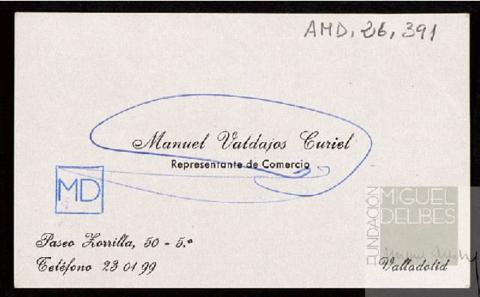 AMD, 26, 391
Manuel Valdajos Curiel
Representante de Comercio
MD
FUNDACIÓN
MIGUEL
DELIBES
Paseo Zorrilla, 50 - 5.º
Teléfono 23 01 99
Valladolid